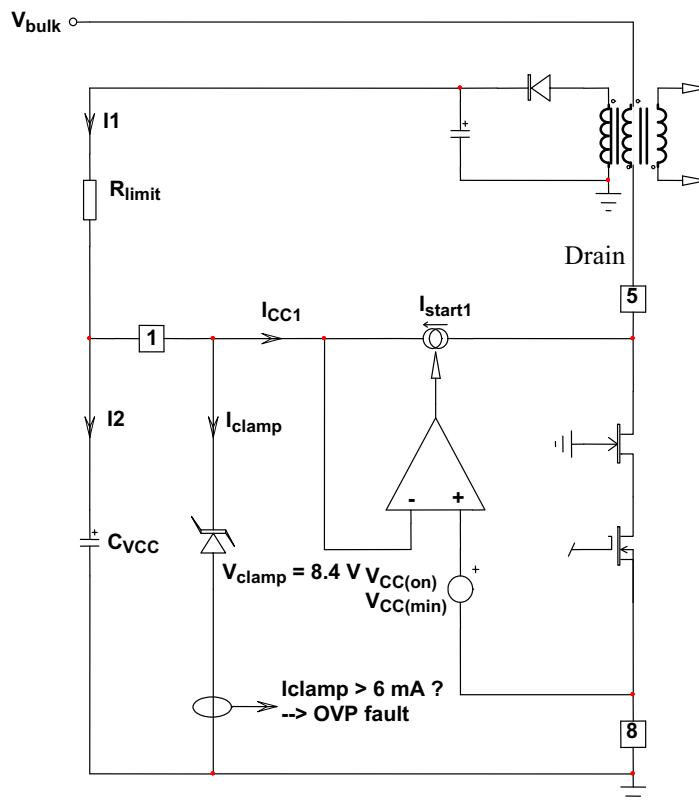 Vbulk
I1
Rlimit
Drain
5
ICC1
Istart1
1
I2
Iclamp
- +
CVCC
Vclamp = 8.4 V
VCC(on)
VCC(min)
Iclamp > 6 mA ?
--> OVP fault
8